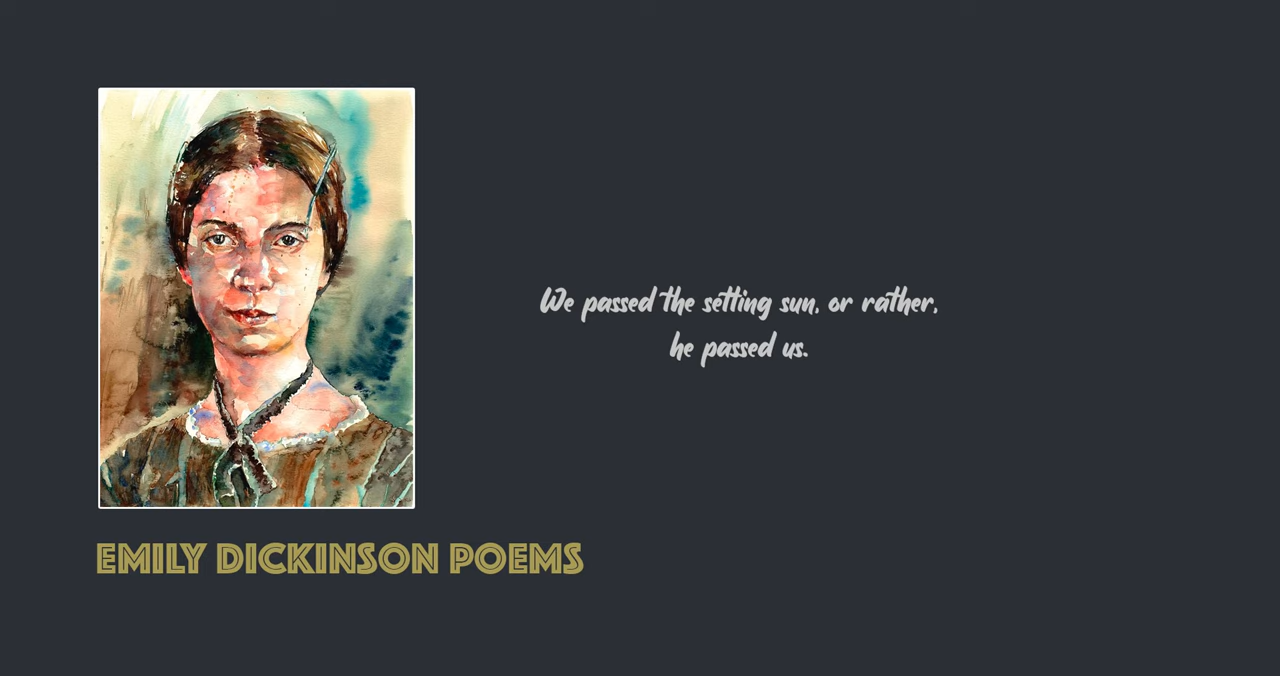 We passed the setting sun, or rather,
he passed us.
EMILY DICKINSON POEMS